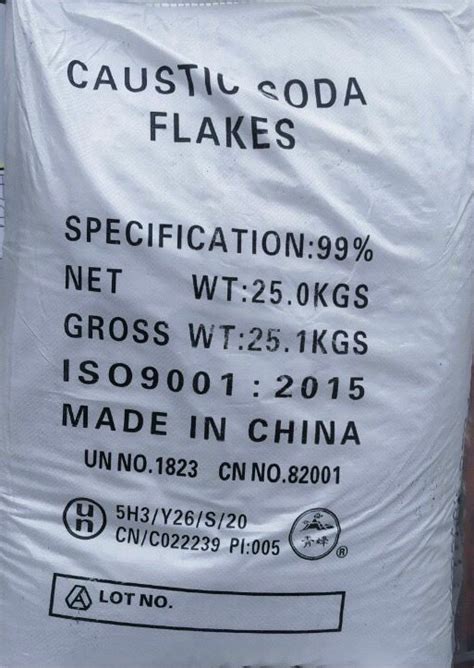 CAUSTIC SODA
FLAKES
SPECIFICATION:99%
NET WT:25.0KGS
GROSS WT:25.1KGS
ISO9001 : 2015
MADE IN CHINA
UN NO.1823 CN NO.82001
un 5H3/Y26/S/20
CN/C022239 PI:005
®
LOT NO.